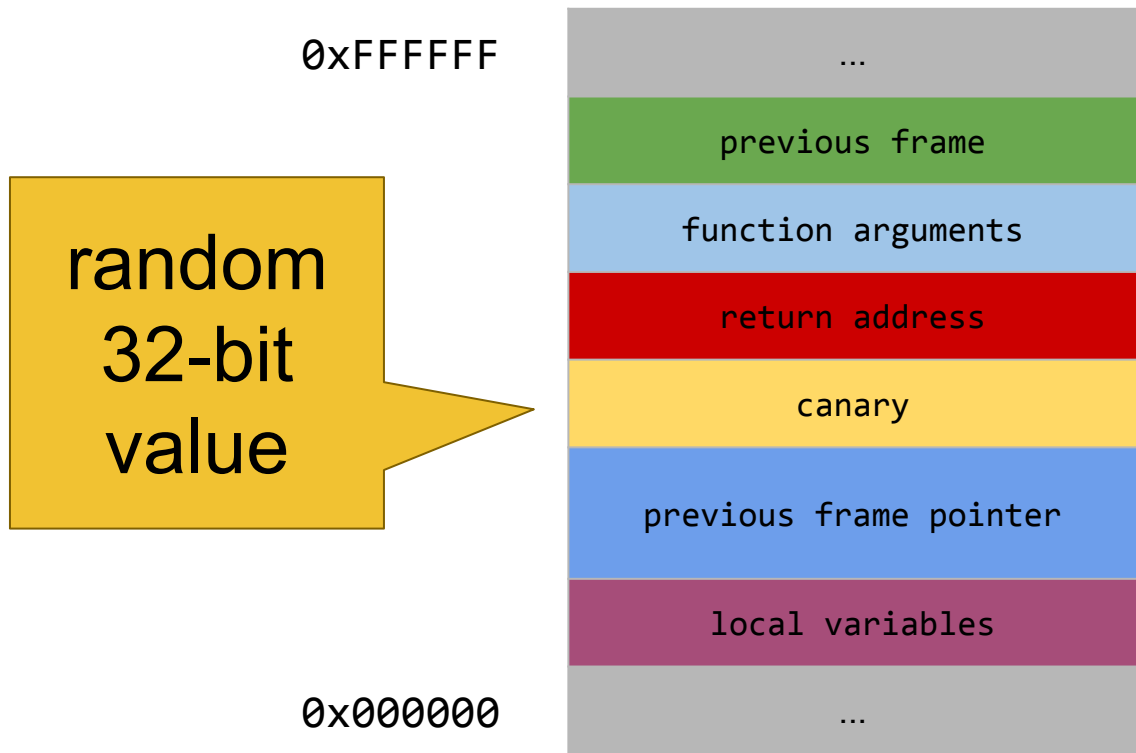 0xFFFFFF
...
previous frame
function arguments
return address
random
32-bit
value
canary
previous frame pointer
local variables
0x000000
...